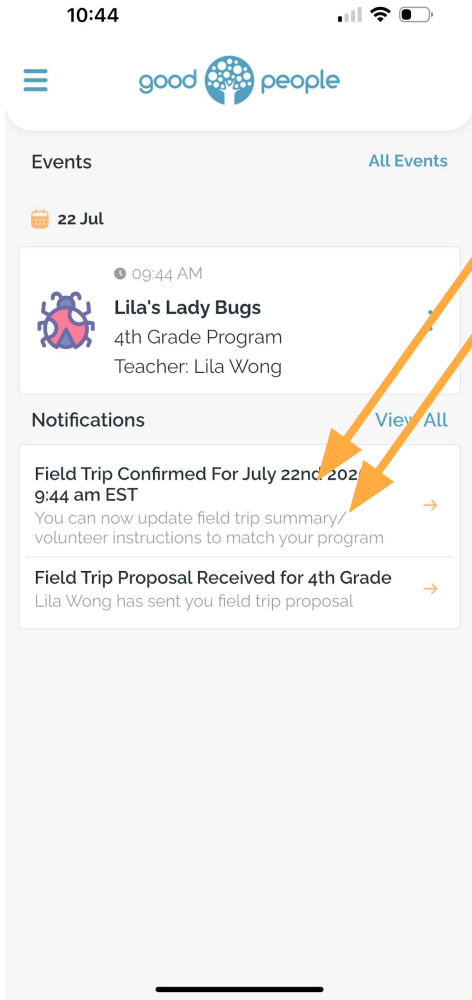 10:44
good people
Events
All Events
22 Jul
09:44 AM
Lila's Lady Bugs
4th Grade Program
Teacher: Lila Wong
Notifications
View All
Field Trip Confirmed For July 22nd
9:44 am EST
You can now update field trip summary/
volunteer instructions to match your program
Field Trip Proposal Received for 4th Grade
Lila Wong has sent you field trip proposal